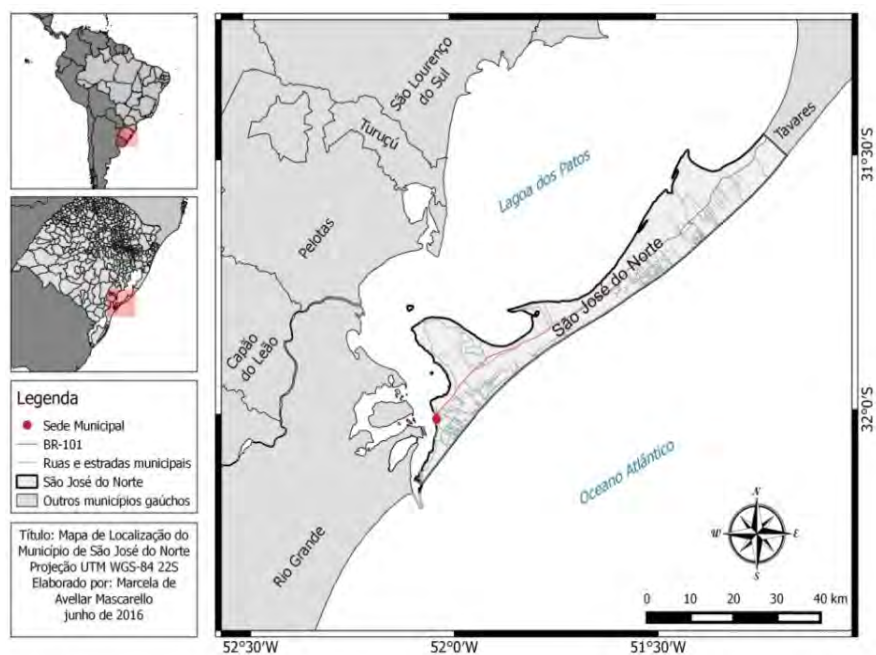 Legenda
Sede Municipal
BR-101
Ruas e estradas municipais
São José do Norte
Outros municípios gaúchos
Título: Mapa de Localização do
Município de São José do Norte
Projeção UTM WGS-84 22S
Elaborado por: Marcela de
Avellar Mascarello
junho de 2016
São Lourenço
do Sul
Turuçú
Pelotas
Capão
do Leão
Rio Grande
Lagoa dos Patos
Tavares
São José do Norte
Oceano Atlântico
31°30'S
32°0'S
N
W
E
S
0 10 20 30 40 km
52°30'W 52°0'W 51°30'W